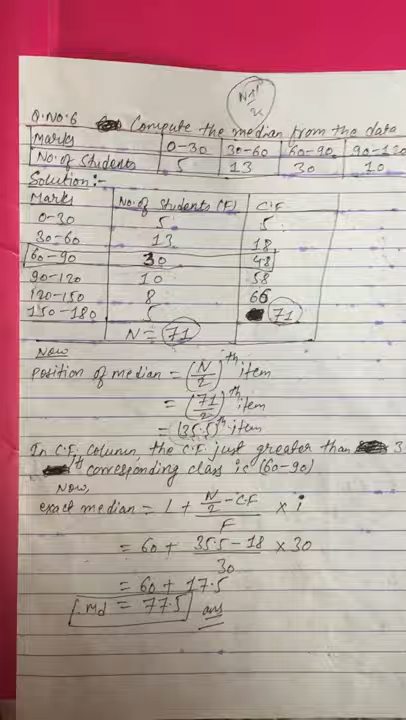 N+1
2
Q.No.6 Compute the median from the data
Marks 0-30 30-60 60-90 90-120
No. of Students 5 13 30 10
Solution:-
Marks No. of Students (F) C.F
0-30 5 5
30-60 13 18
60-90 30 48
90-120 10 58
120-150 8 66
150-180 5 71
N = 71
Now
position of median = (N/2)th item
= (71/2)th item
= (35.5)th item
In C.F. column, the C.F just greater than 3
th corresponding class is (60-90)
Now,
exact median = L + (N/2 - CF)/F × i
= 60 + (35.5-18)/30 × 30
= 60 + 17.5
Md = 77.5 ans